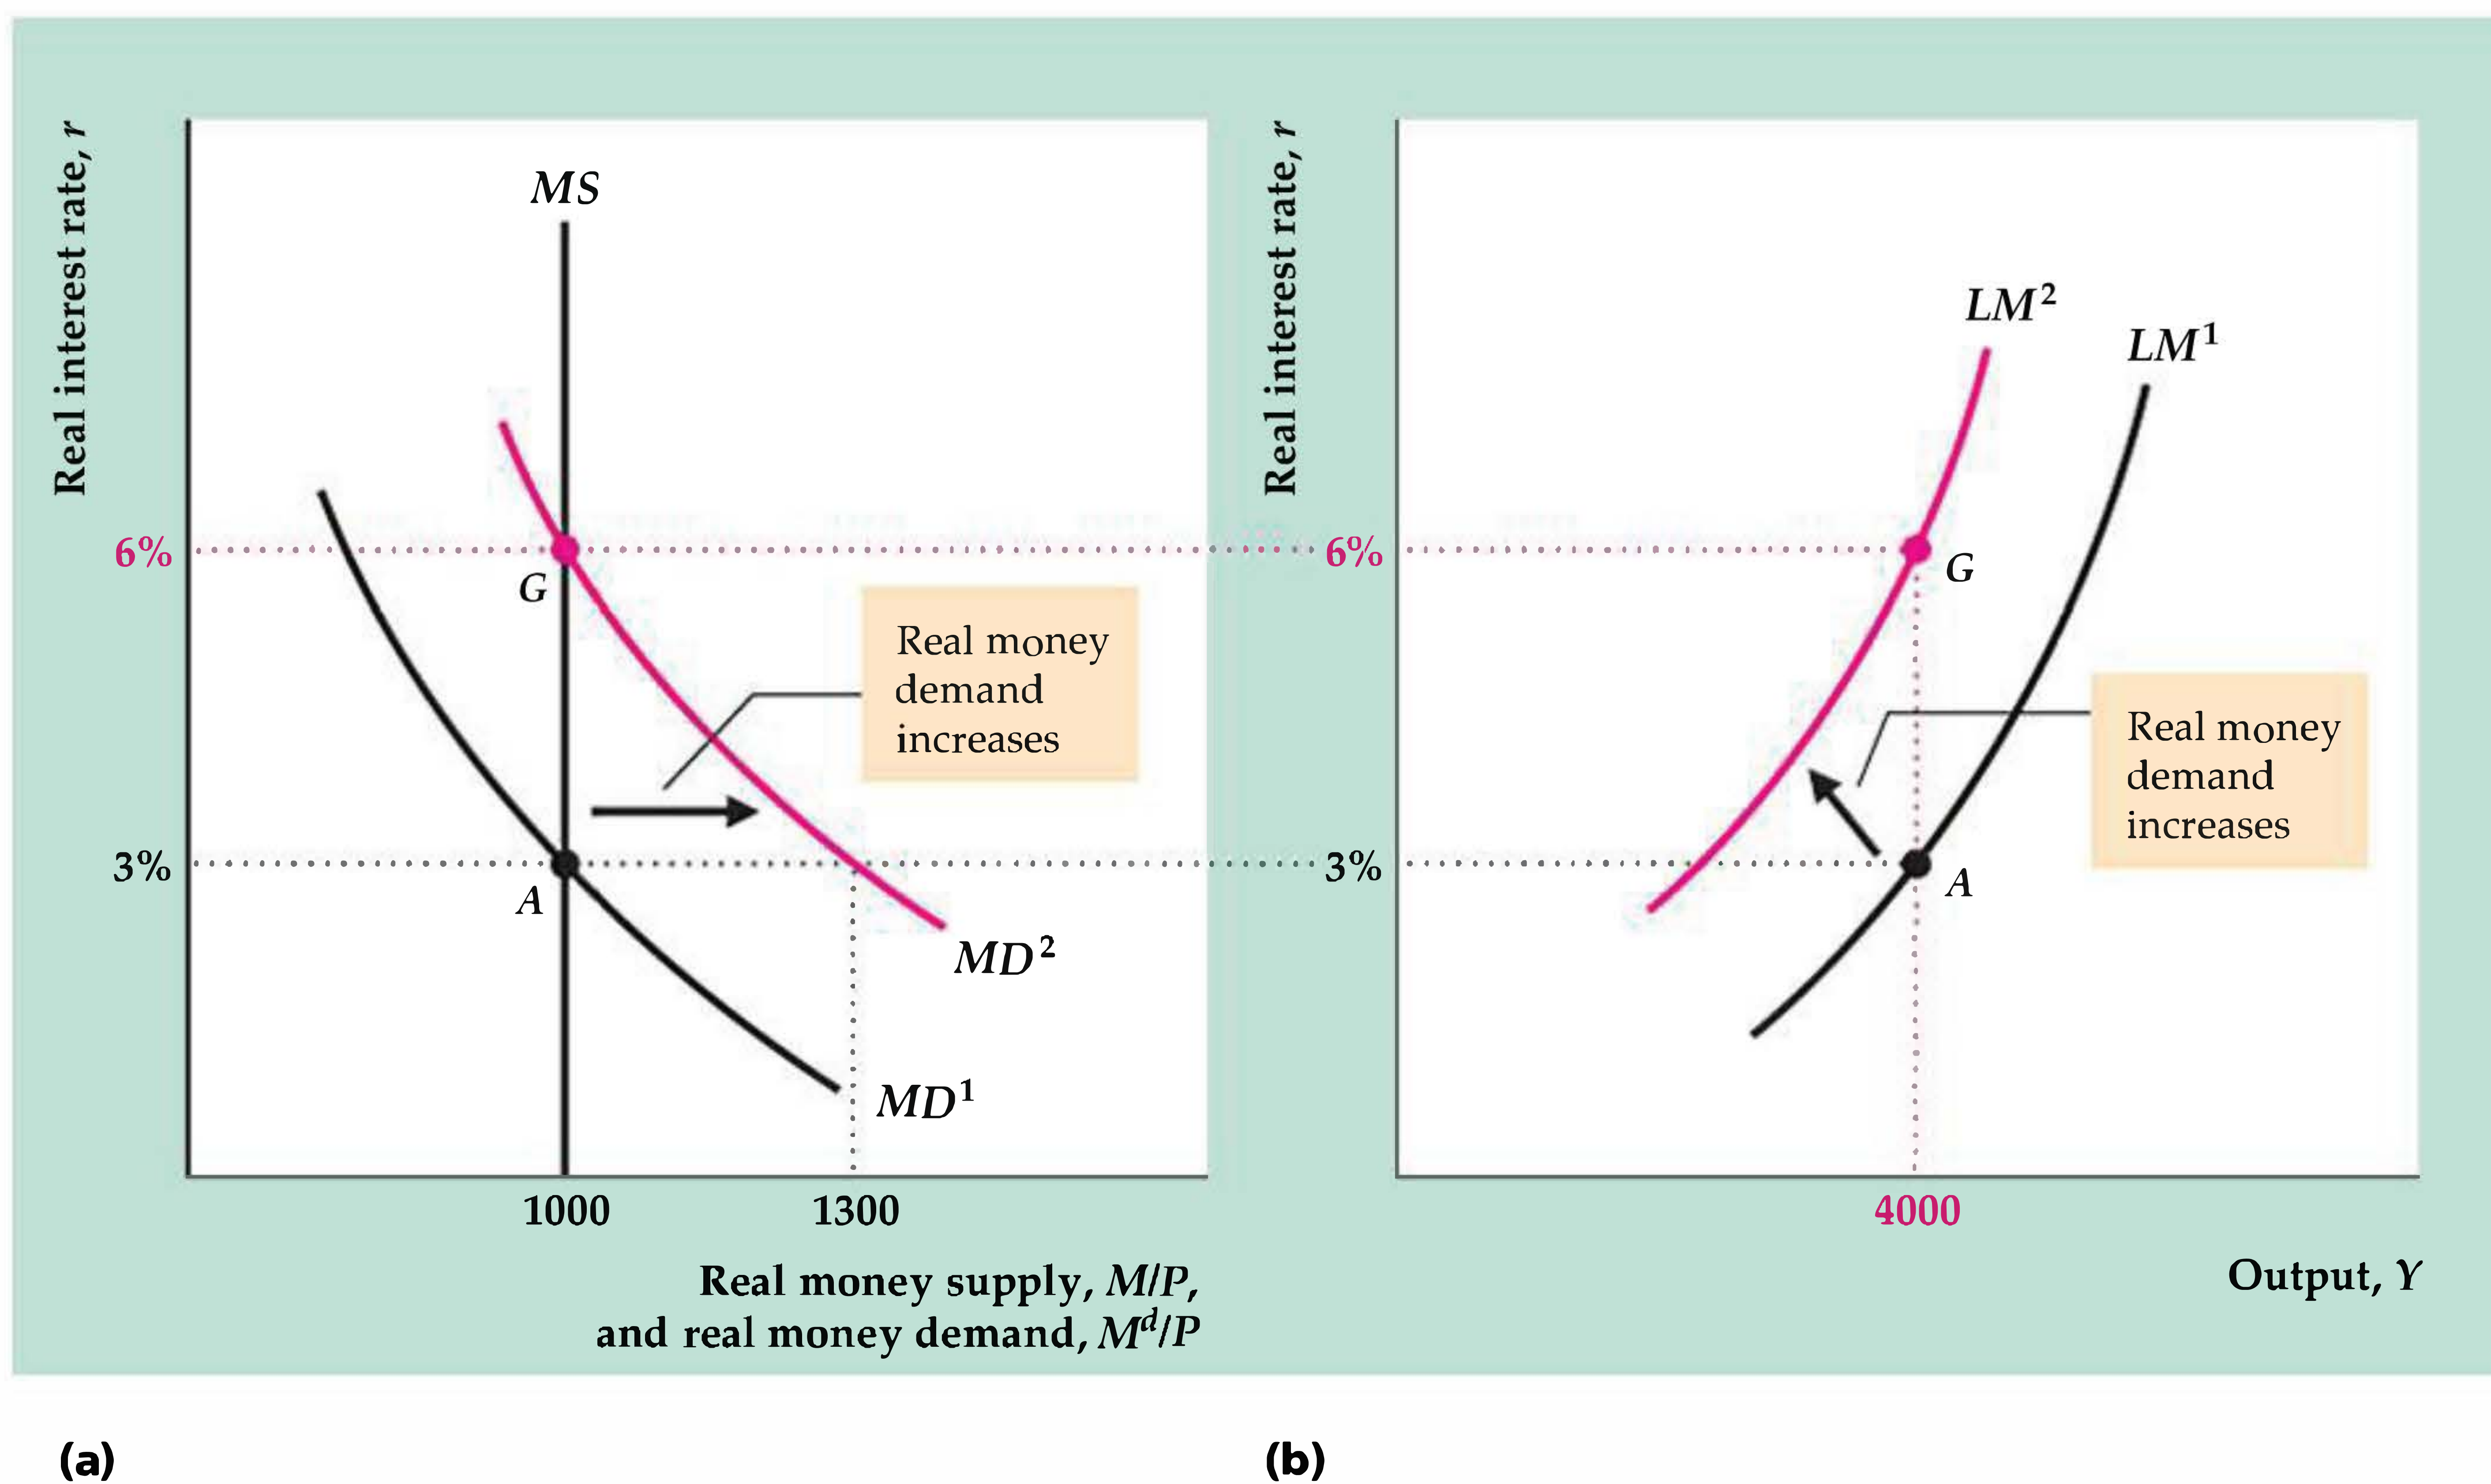 Real interest rate, r
MS
6%
G
Real money
demand
increases
3%
A
MD²
MD¹
1000
1300
Real money supply, M/P,
and real money demand, Mᵈ/P
(a)
Real interest rate, r
LM²
LM¹
6%
G
Real money
demand
increases
3%
A
4000
Output, Y
(b)